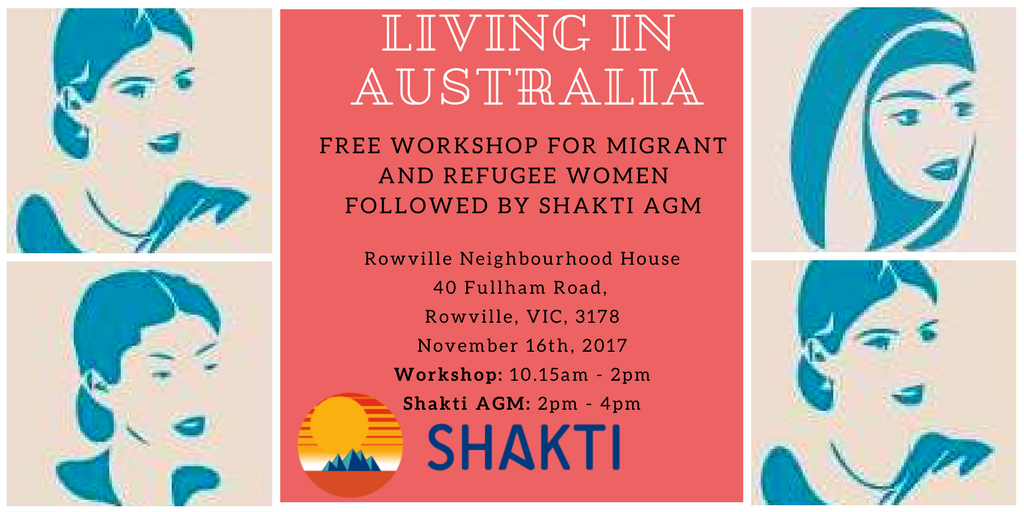 LIVING IN
AUSTRALIA
FREE WORKSHOP FOR MIGRANT
AND REFUGEE WOMEN
FOLLOWED BY SHAKTI AGM
Rowville Neighbourhood House
40 Fullham Road,
Rowville, VIC, 3178
November 16th, 2017
Workshop: 10.15am - 2pm
Shakti AGM: 2pm - 4pm
SHAKTI